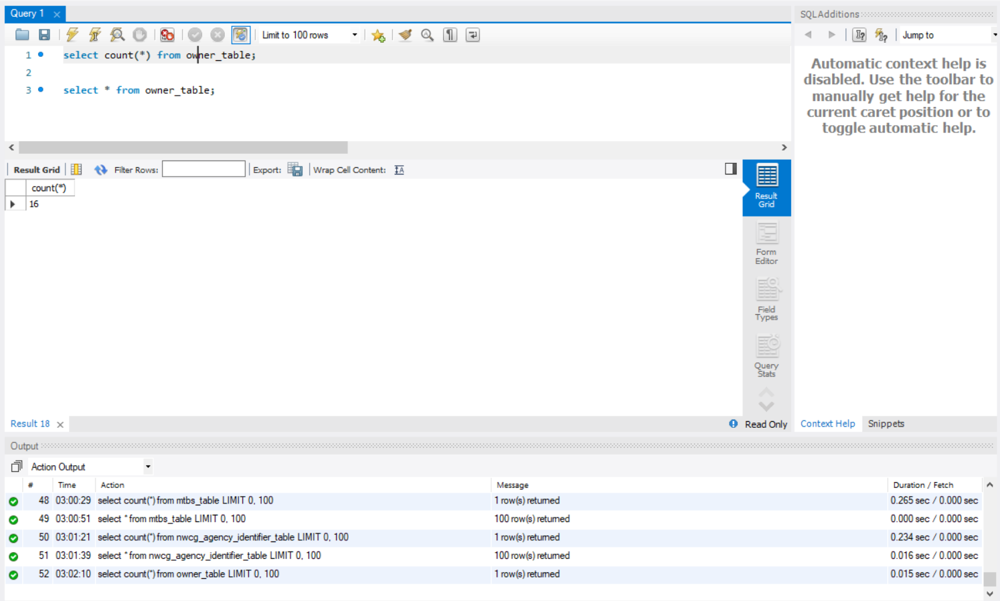 Query 1
SQLAdditions
Limit to 100 rows
Jump to
1 select count(*) from owner_table;
2
3 select * from owner_table;
Automatic context help is
disabled. Use the toolbar to
manually get help for the
current caret position or to
toggle automatic help.
Result Grid Filter Rows: Export: Wrap Cell Content:
count(*)
16
Result
Grid
Form
Editor
Field
Types
Query
Stats
Result 18
Read Only
Context Help Snippets
Output
Action Output
# Time Action Message Duration / Fetch
48 03:00:29 select count(*) from mtbs_table LIMIT 0, 100 1 row(s) returned 0.265 sec / 0.000 sec
49 03:00:51 select * from mtbs_table LIMIT 0, 100 100 row(s) returned 0.000 sec / 0.000 sec
50 03:01:21 select count(*) from nwcg_agency_identifier_table LIMIT 0, 100 1 row(s) returned 0.234 sec / 0.000 sec
51 03:01:39 select * from nwcg_agency_identifier_table LIMIT 0, 100 100 row(s) returned 0.016 sec / 0.000 sec
52 03:02:10 select count(*) from owner_table LIMIT 0, 100 1 row(s) returned 0.015 sec / 0.000 sec